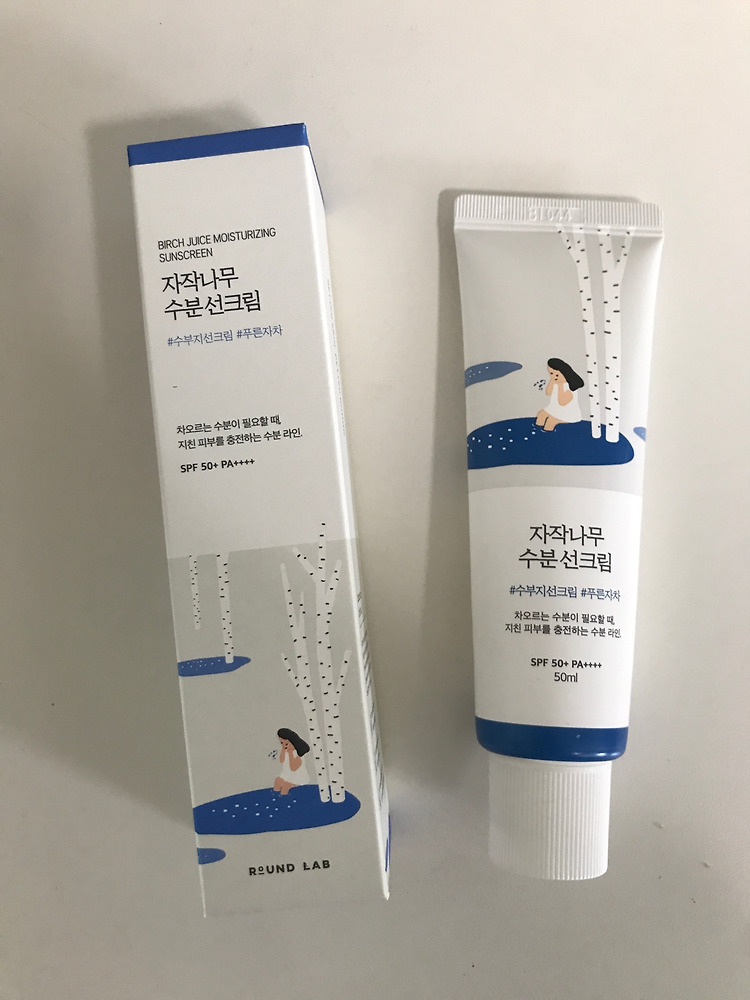 BIRCH JUICE MOISTURIZING
SUNSCREEN
자작나무
수분선크림
#수부지선크림 #푸른자차
차오르는 수분이 필요할 때,
지친 피부를 충전하는 수분 라인.
SPF 50+ PA++++
ROUND LAB
자작나무
수분선크림
#수부지선크림 #푸른자차
차오르는 수분이 필요할 때,
지친 피부를 충전하는 수분 라인.
SPF 50+ PA++++
50ml